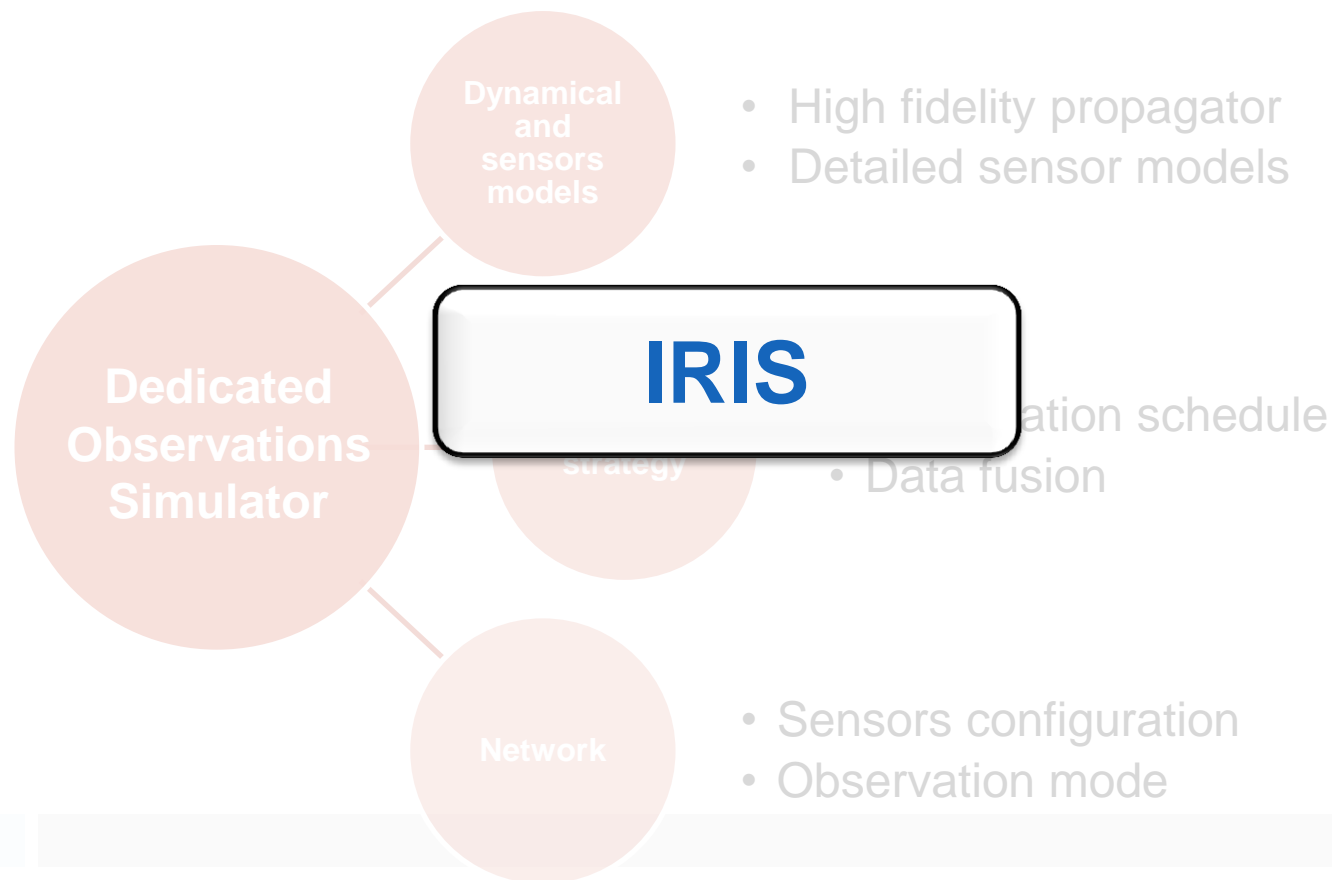 Dynamical
and
sensors
models
• High fidelity propagator
• Detailed sensor models
IRIS
Dedicated
Observations
Simulator
schedule
strategy
• Data fusion
Network
• Sensors configuration
• Observation mode